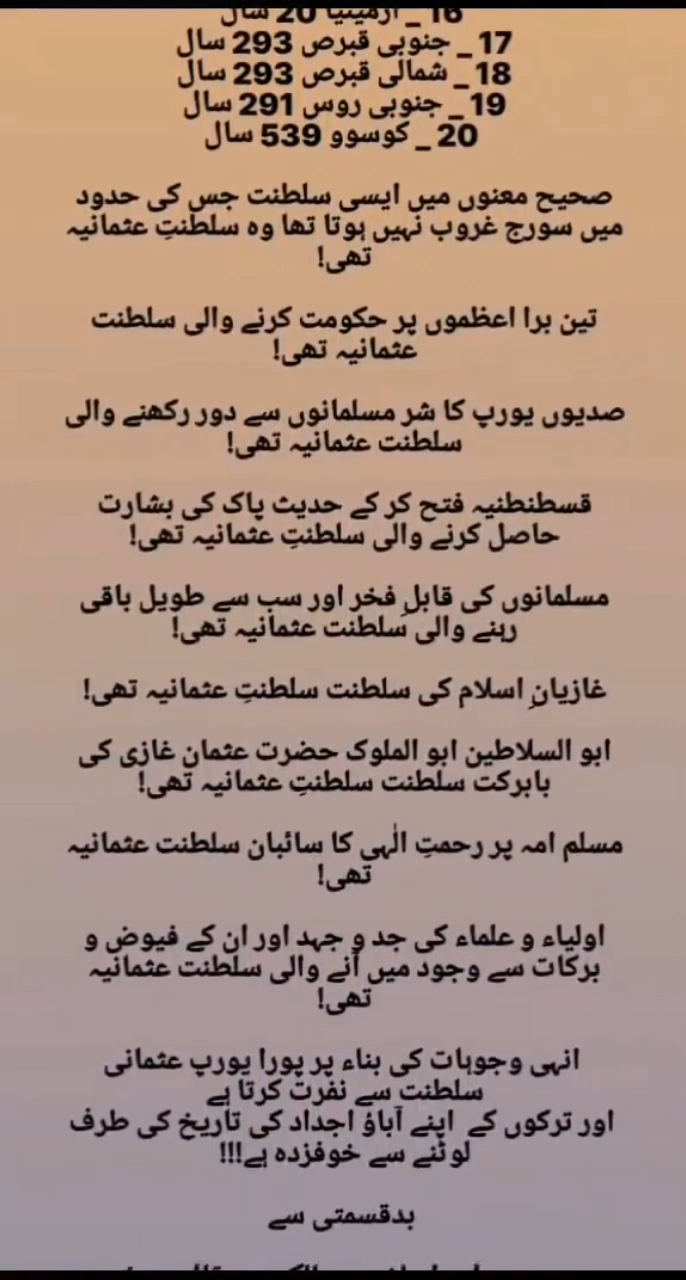 16 _ آرمینیا 20 سال
17 _ جنوبی قبرص 293 سال
18 _ شمالی قبرص 293 سال
19 _ جنوبی روس 291 سال
20 _ کوسوو 539 سال
صحیح معنوں میں ایسی سلطنت جس کی حدود
میں سورج غروب نہیں ہوتا تھا وہ سلطنتِ عثمانیہ
تھی!
تین برا اعظموں پر حکومت کرنے والی سلطنت
عثمانیہ تھی!
صدیوں یورپ کا شر مسلمانوں سے دور رکھنے والی
سلطنت عثمانیہ تھی!
قسطنطنیہ فتح کر کے حدیث پاک کی بشارت
حاصل کرنے والی سلطنتِ عثمانیہ تھی!
مسلمانوں کی قابلِ فخر اور سب سے طویل باقی
رہنے والی سلطنت عثمانیہ تھی!
غازیانِ اسلام کی سلطنت سلطنتِ عثمانیہ تھی!
ابو السلاطین ابو الملوک حضرت عثمان غازی کی
بابرکت سلطنت سلطنتِ عثمانیہ تھی!
مسلم امہ پر رحمتِ الٰہی کا سائبان سلطنت عثمانیہ
تھی!
اولیاء و علماء کی جد و جہد اور ان کے فیوض و
برکات سے وجود میں آنے والی سلطنت عثمانیہ
تھی!
انہی وجوہات کی بناء پر پورا یورپ عثمانی
سلطنت سے نفرت کرتا ہے
اور ترکوں کے اپنے آباؤ اجداد کی تاریخ کی طرف
لوٹنے سے خوفزدہ ہے!!!
بدقسمتی سے